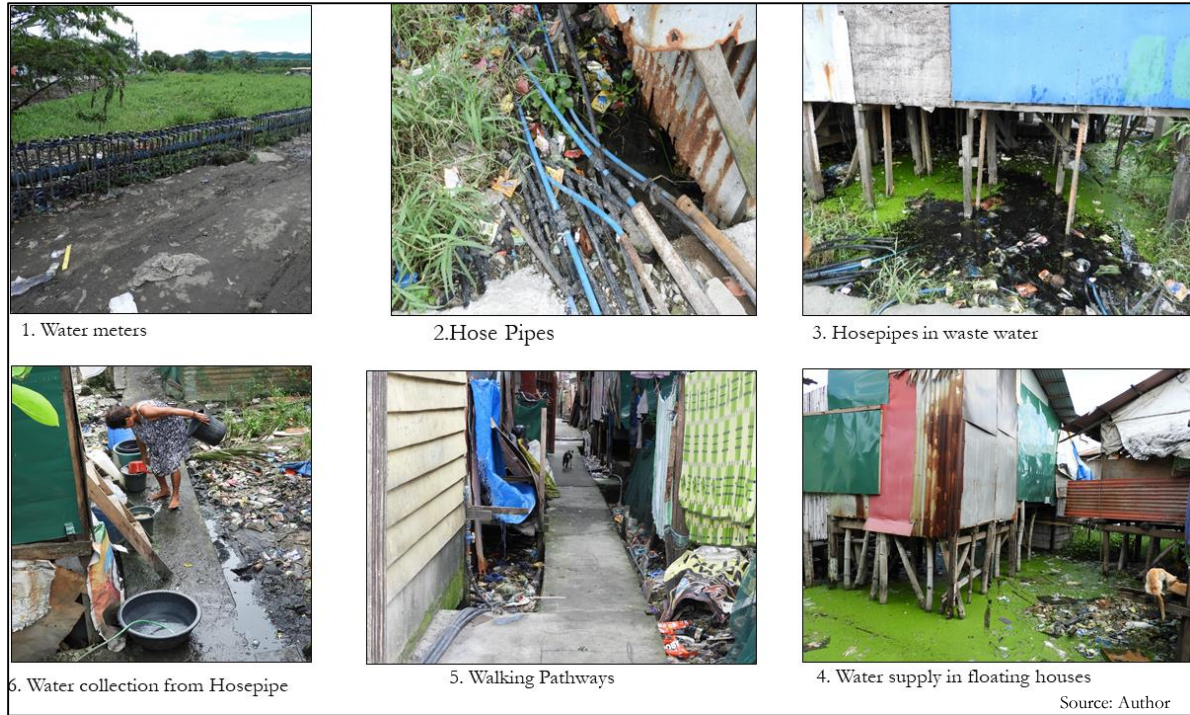 1. Water meters
2.Hose Pipes
3. Hosepipes in waste water
6. Water collection from Hosepipe
5. Walking Pathways
4. Water supply in floating houses
Source: Author